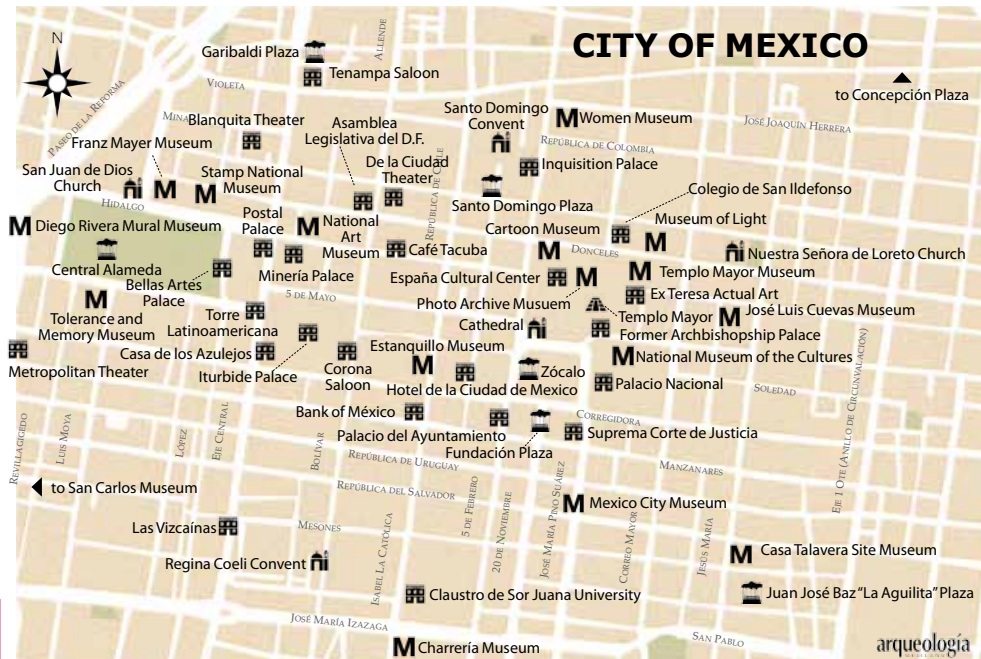 CITY OF MEXICO
N
Garibaldi Plaza
ALLENDE
Tenampa Saloon
VIOLETA
to Concepción Plaza
PASEO DE LA REFORMA
MINA
Blanquita Theater
Asamblea
Legislativa del D.F.
Santo Domingo
Convent
Women Museum
JOSÉ JOAQUÍN HERRERA
Franz Mayer Museum
REPÚBLICA DE COLOMBIA
De la Ciudad
Theater
REPÚBLICA DE CHILE
Inquisition Palace
San Juan de Dios
Church
Stamp National
Museum
HIDALGO
Colegio de San Ildefonso
Santo Domingo Plaza
Postal
Palace
National
Art
Museum
Cartoon Museum
Museum of Light
Diego Rivera Mural Museum
Café Tacuba
DONCELES
Nuestra Señora de Loreto Church
Central Alameda
Bellas Artes
Palace
Minería Palace
España Cultural Center
Templo Mayor Museum
5 DE MAYO
Photo Archive Musuem
Ex Teresa Actual Art
Tolerance and
Memory Museum
Torre
Latinoamericana
Templo Mayor
José Luis Cuevas Museum
Cathedral
Former Archbishopship Palace
Metropolitan Theater
Casa de los Azulejos
Iturbide Palace
Corona
Saloon
Estanquillo Museum
National Museum of the Cultures
Zócalo
Hotel de la Ciudad de Mexico
Palacio Nacional
SOLEDAD
EJE 1 OTE (ANILLO DE CIRCUNVALACIÓN)
Bank of México
CORREGIDORA
Palacio del Ayuntamiento
Suprema Corte de Justicia
Fundación Plaza
REVILLAGIGEDO
LUIS MOYA
LÓPEZ
EJE CENTRAL
BOLÍVAR
REPÚBLICA DE URUGUAY
MANZANARES
to San Carlos Museum
REPÚBLICA DEL SALVADOR
5 DE FEBRERO
20 DE NOVIEMBRE
JOSÉ MARÍA PINO SUÁREZ
Mexico City Museum
Las Vizcaínas
MESONES
ISABEL LA CATÓLICA
CORREO MAYOR
JESÚS MARÍA
Casa Talavera Site Museum
Regina Coeli Convent
Claustro de Sor Juana University
Juan José Baz "La Aguilita" Plaza
JOSÉ MARÍA IZAZAGA
SAN PABLO
Charrería Museum
arqueología